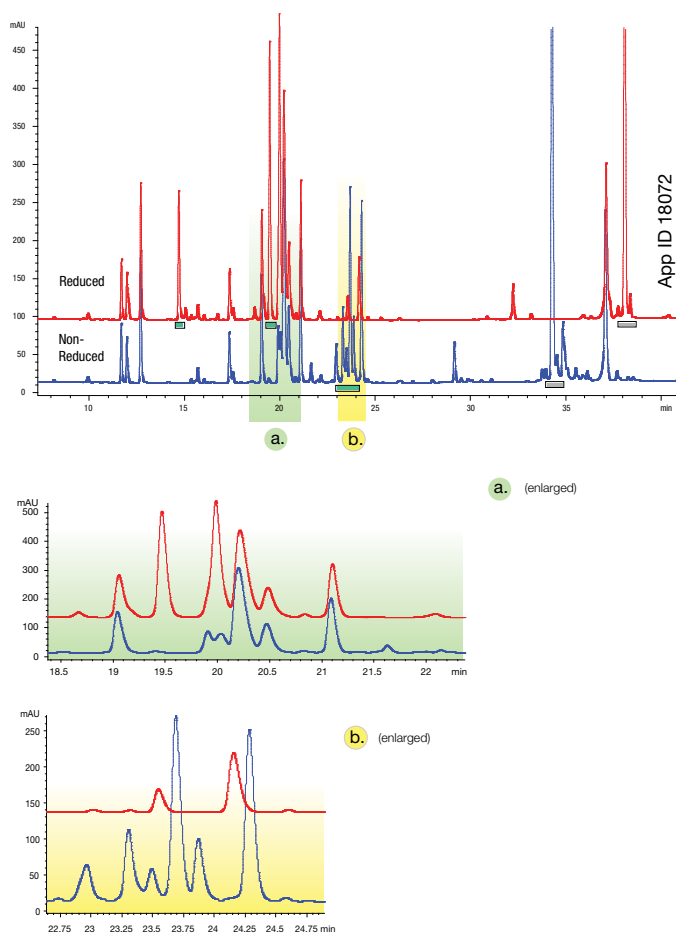 mAU
450
400
350
300
250
200
150
100
50
0
Reduced
Non-
Reduced
App ID 18072
10 15 20 25 30 35 min
a. b.
a. (enlarged)
mAU
500
400
300
200
100
0
18.5 19 19.5 20 20.5 21 21.5 22 min
b. (enlarged)
mAU
250
200
150
100
50
0
22.75 23 23.25 23.5 23.75 24 24.25 24.5 24.75 min